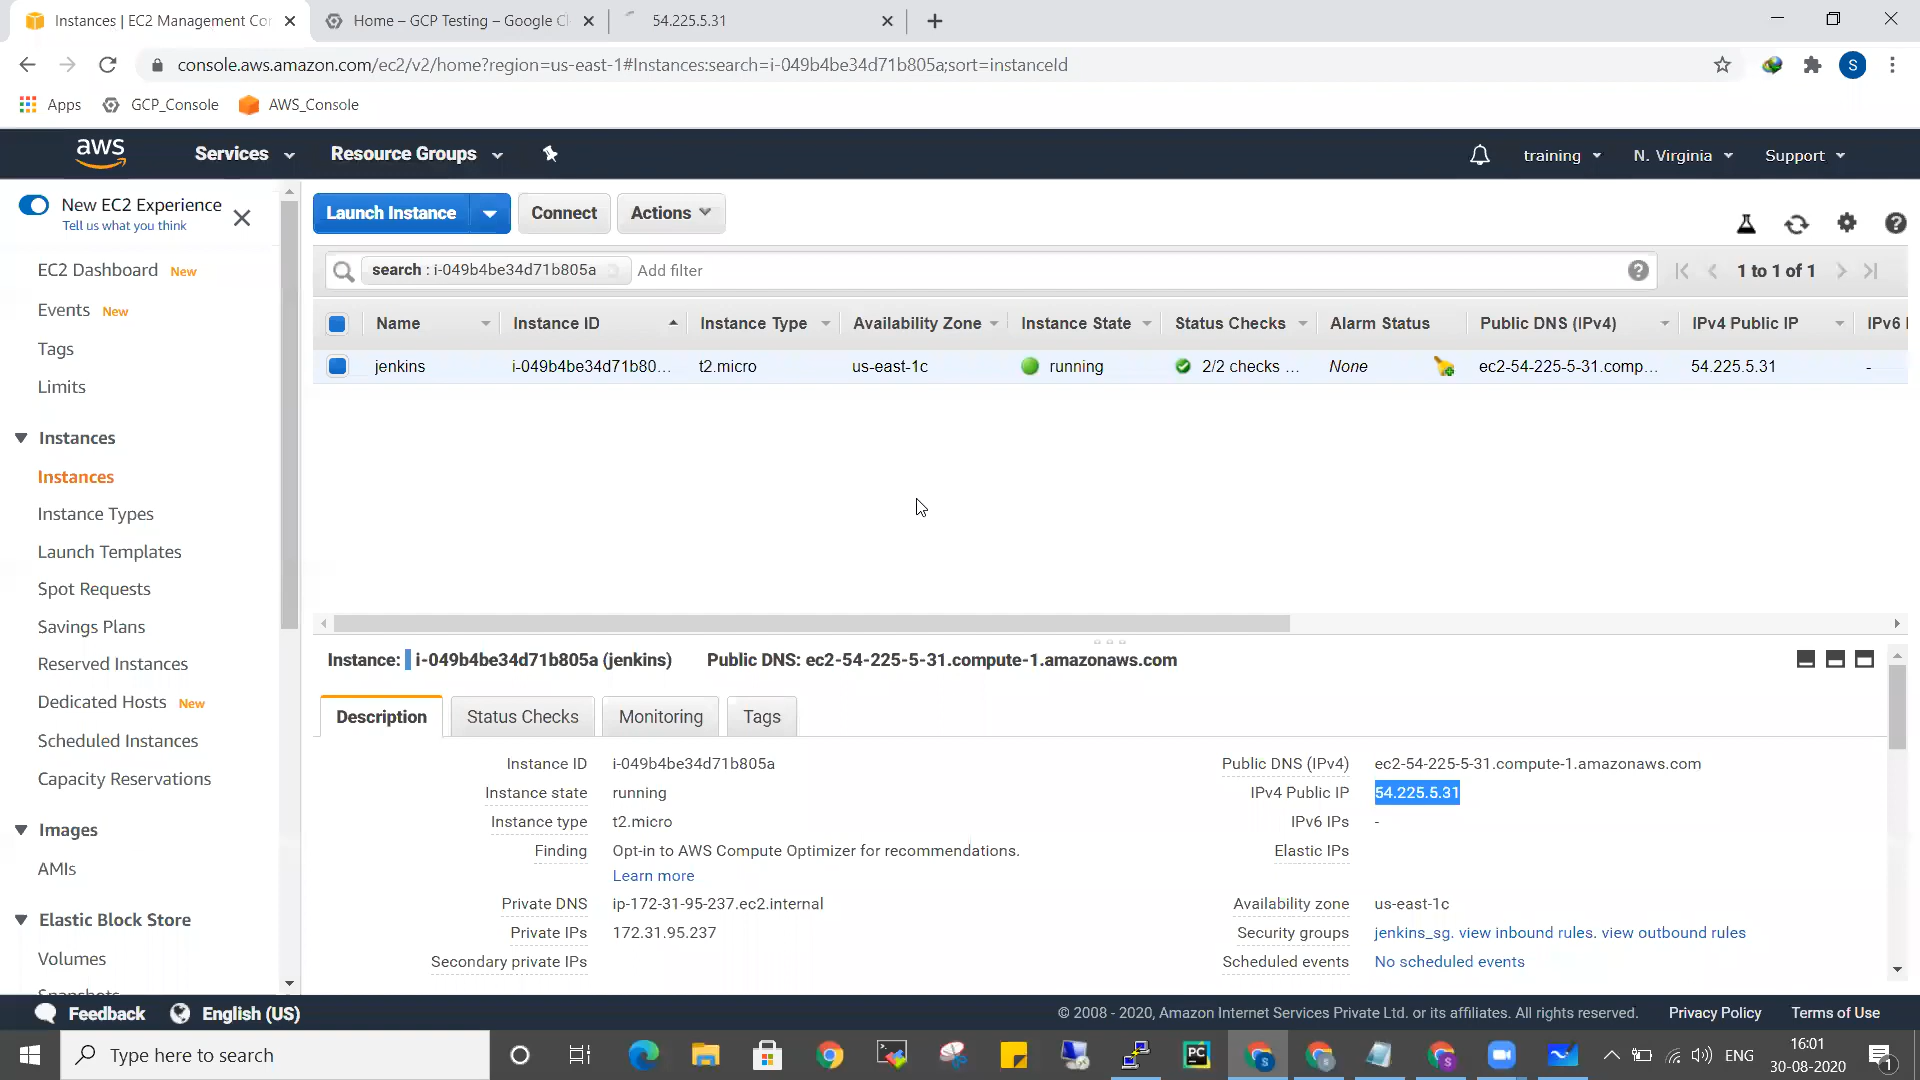 Instances | EC2 Management Con
Home – GCP Testing – Google Cl
54.225.5.31
console.aws.amazon.com/ec2/v2/home?region=us-east-1#Instances:search=i-049b4be34d71b805a;sort=instanceId
S
Apps
GCP_Console
AWS_Console
aws
Services
Resource Groups
training
N. Virginia
Support
New EC2 Experience
Tell us what you think
EC2 Dashboard New
Events New
Tags
Limits
Instances
Instances
Instance Types
Launch Templates
Spot Requests
Savings Plans
Reserved Instances
Dedicated Hosts New
Scheduled Instances
Capacity Reservations
Images
AMIs
Elastic Block Store
Volumes
Snapshots
Launch Instance
Connect
Actions
search : i-049b4be34d71b805a
Add filter
1 to 1 of 1
Name Instance ID Instance Type Availability Zone Instance State Status Checks Alarm Status Public DNS (IPv4) IPv4 Public IP IPv6 I
jenkins i-049b4be34d71b80... t2.micro us-east-1c running 2/2 checks ... None ec2-54-225-5-31.comp... 54.225.5.31 -
Instance: i-049b4be34d71b805a (jenkins) Public DNS: ec2-54-225-5-31.compute-1.amazonaws.com
Description Status Checks Monitoring Tags
Instance ID i-049b4be34d71b805a
Instance state running
Instance type t2.micro
Finding Opt-in to AWS Compute Optimizer for recommendations.
Learn more
Private DNS ip-172-31-95-237.ec2.internal
Private IPs 172.31.95.237
Secondary private IPs
Public DNS (IPv4) ec2-54-225-5-31.compute-1.amazonaws.com
IPv4 Public IP 54.225.5.31
IPv6 IPs -
Elastic IPs
Availability zone us-east-1c
Security groups jenkins_sg. view inbound rules. view outbound rules
Scheduled events No scheduled events
Feedback
English (US)
© 2008 - 2020, Amazon Internet Services Private Ltd. or its affiliates. All rights reserved.
Privacy Policy
Terms of Use
Type here to search
PC
S
S
ENG
16:01
30-08-2020
1